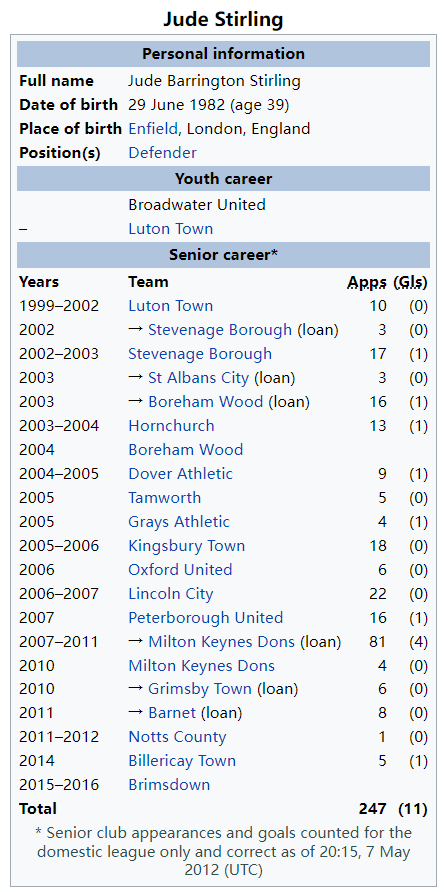 Jude Stirling
Personal information
Full name Jude Barrington Stirling
Date of birth 29 June 1982 (age 39)
Place of birth Enfield, London, England
Position(s) Defender
Youth career
Broadwater United
– Luton Town
Senior career*
Years Team Apps (Gls)
1999–2002 Luton Town 10 (0)
2002 → Stevenage Borough (loan) 3 (0)
2002–2003 Stevenage Borough 17 (1)
2003 → St Albans City (loan) 3 (0)
2003 → Boreham Wood (loan) 16 (1)
2003–2004 Hornchurch 13 (1)
2004 Boreham Wood
2004–2005 Dover Athletic 9 (1)
2005 Tamworth 5 (0)
2005 Grays Athletic 4 (1)
2005–2006 Kingsbury Town 18 (0)
2006 Oxford United 6 (0)
2006–2007 Lincoln City 22 (0)
2007 Peterborough United 16 (1)
2007–2011 → Milton Keynes Dons (loan) 81 (4)
2010 Milton Keynes Dons 4 (0)
2010 → Grimsby Town (loan) 6 (0)
2011 → Barnet (loan) 8 (0)
2011–2012 Notts County 1 (0)
2014 Billericay Town 5 (1)
2015–2016 Brimsdown
Total 247 (11)
* Senior club appearances and goals counted for the
domestic league only and correct as of 20:15, 7 May
2012 (UTC)